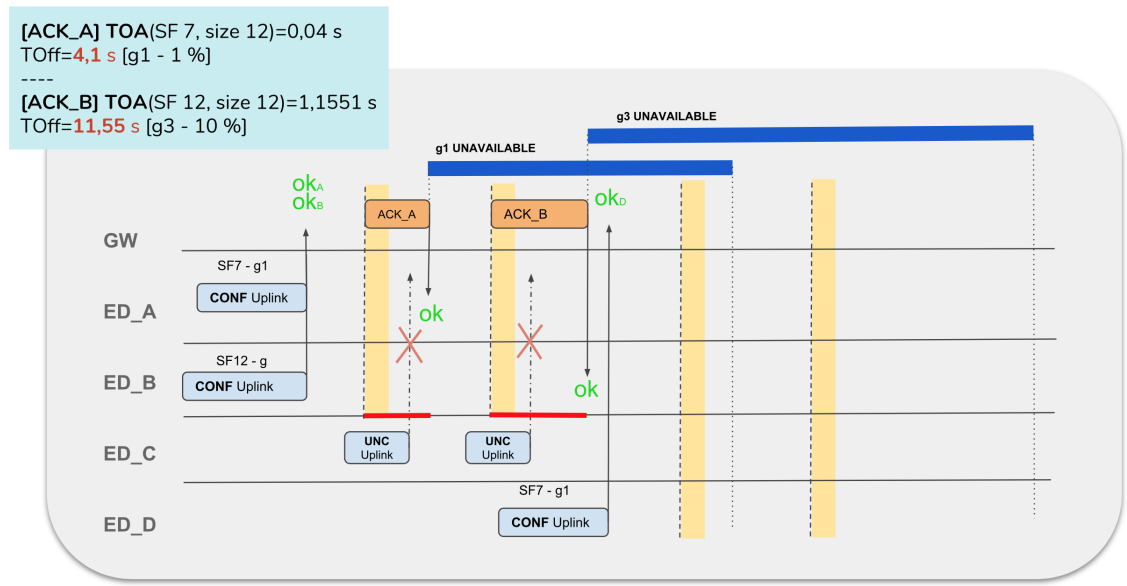 [ACK_A] TOA(SF 7, size 12)=0,04 s
TOff=4,1 s [g1 - 1 %]
----
[ACK_B] TOA(SF 12, size 12)=1,1551 s
TOff=11,55 s [g3 - 10 %]
g3 UNAVAILABLE
g1 UNAVAILABLE
okA
okB
ACK_A
ACK_B
okD
GW
SF7 - g1
CONF Uplink
ED_A
ok
SF12 - g
CONF Uplink
ED_B
ok
UNC
Uplink
UNC
Uplink
ED_C
SF7 - g1
CONF Uplink
ED_D